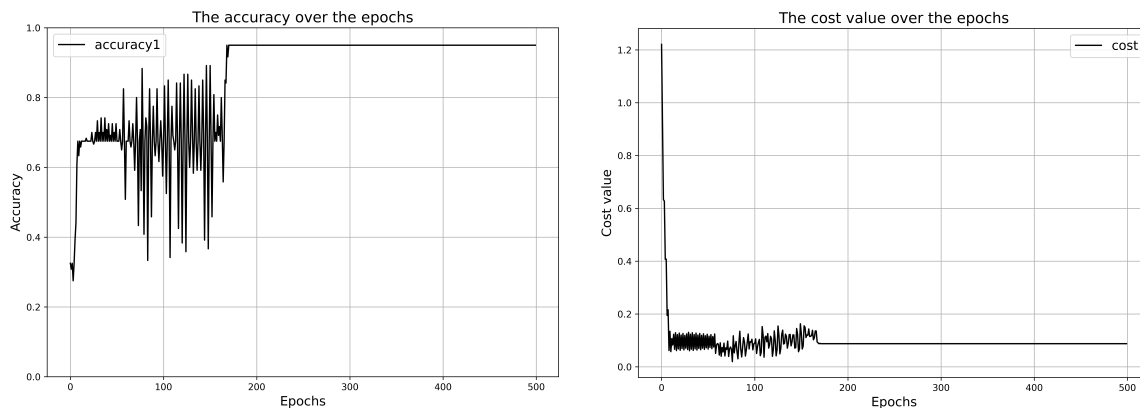 The accuracy over the epochs
accuracy1
1.0
0.8
0.6
0.4
0.2
0.0
Accuracy
0 100 200 300 400 500
Epochs
The cost value over the epochs
cost
1.2
1.0
0.8
0.6
0.4
0.2
0.0
Cost value
0 100 200 300 400 500
Epochs